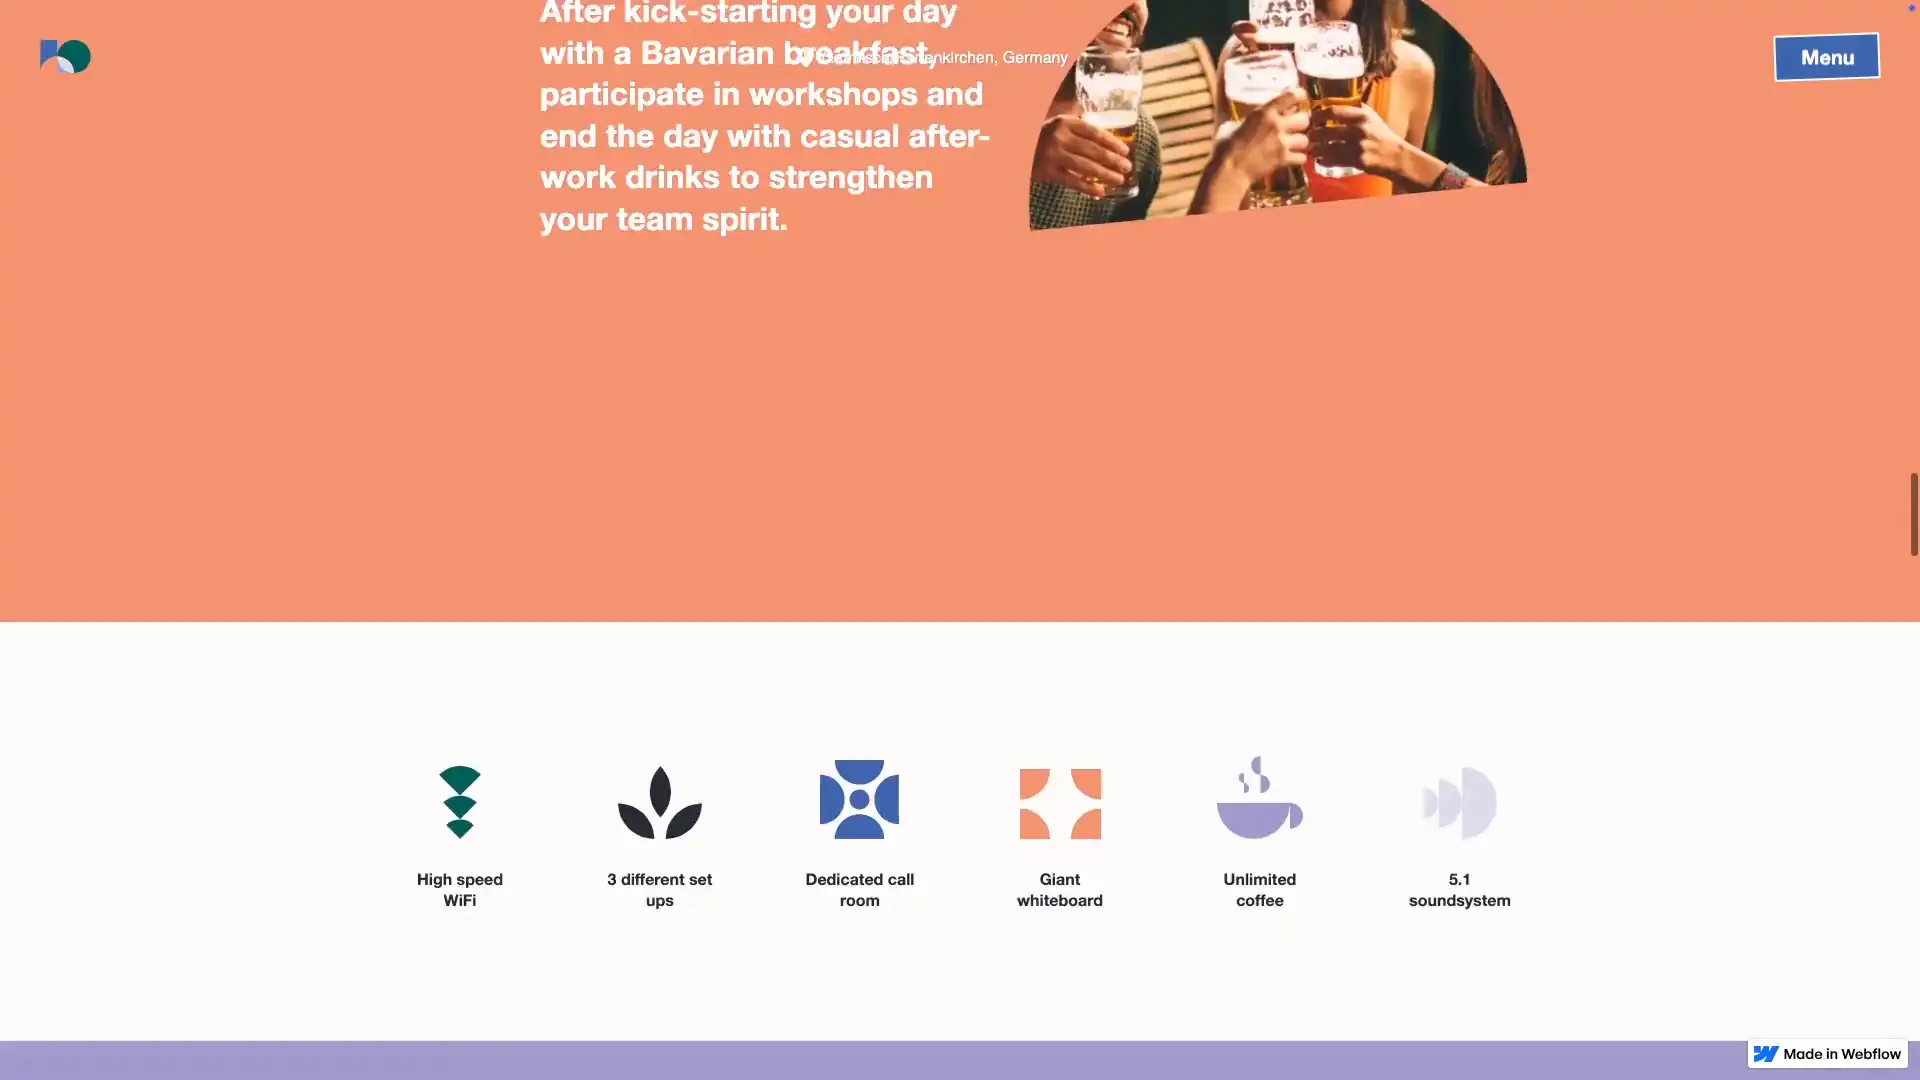 After kick-starting your day
with a Bavarian breakfast,
participate in workshops and
end the day with casual after-
work drinks to strengthen
your team spirit.
Germany
Menu
High speed
WiFi
3 different set
ups
Dedicated call
room
Giant
whiteboard
Unlimited
coffee
5.1
soundsystem
Made in Webflow